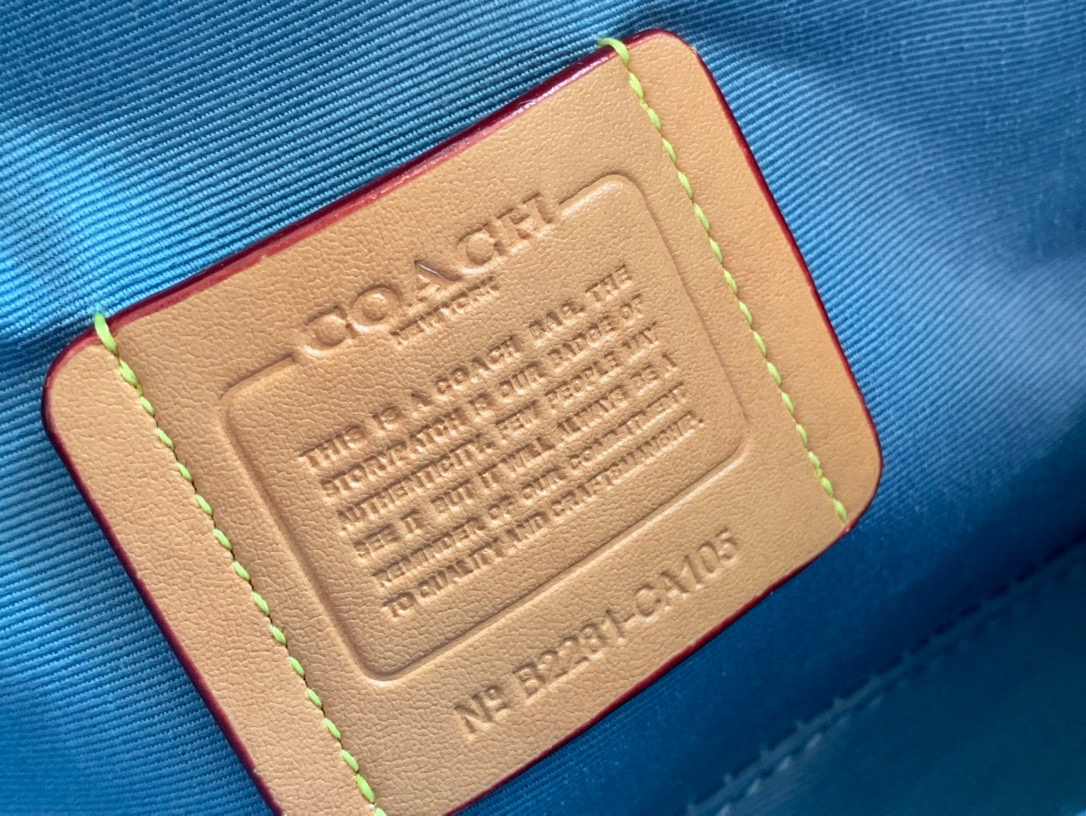 COACH
NEW YORK
THIS IS A COACH BAG. THE
STORYPATCH IS OUR BADGE OF
AUTHENTICITY. FEW PEOPLE MAY
SEE IT BUT IT WILL ALWAYS BE A
REMINDER OF OUR COMMITMENT
TO QUALITY AND CRAFTSMANSHIP.
Nº B2281-CA105